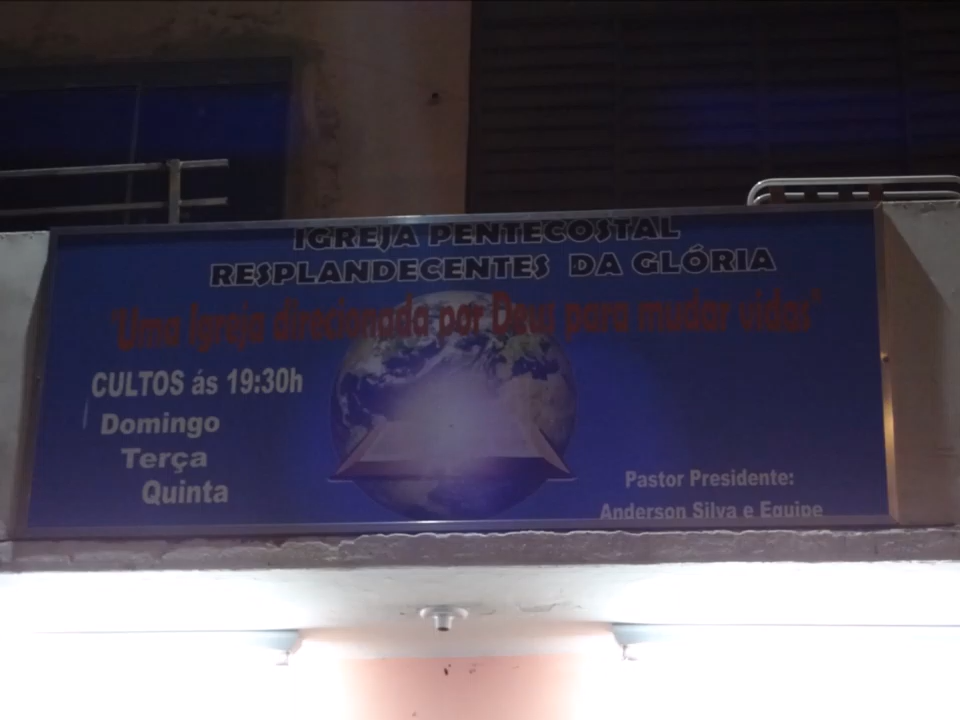 IGREJA PENTECOSTAL
RESPLANDECENTES DA GLÓRIA
"Uma Igreja direcionada por Deus para mudar vidas"
CULTOS ás 19:30h
Domingo
Terça
Quinta
Pastor Presidente:
Anderson Silva e Equipe